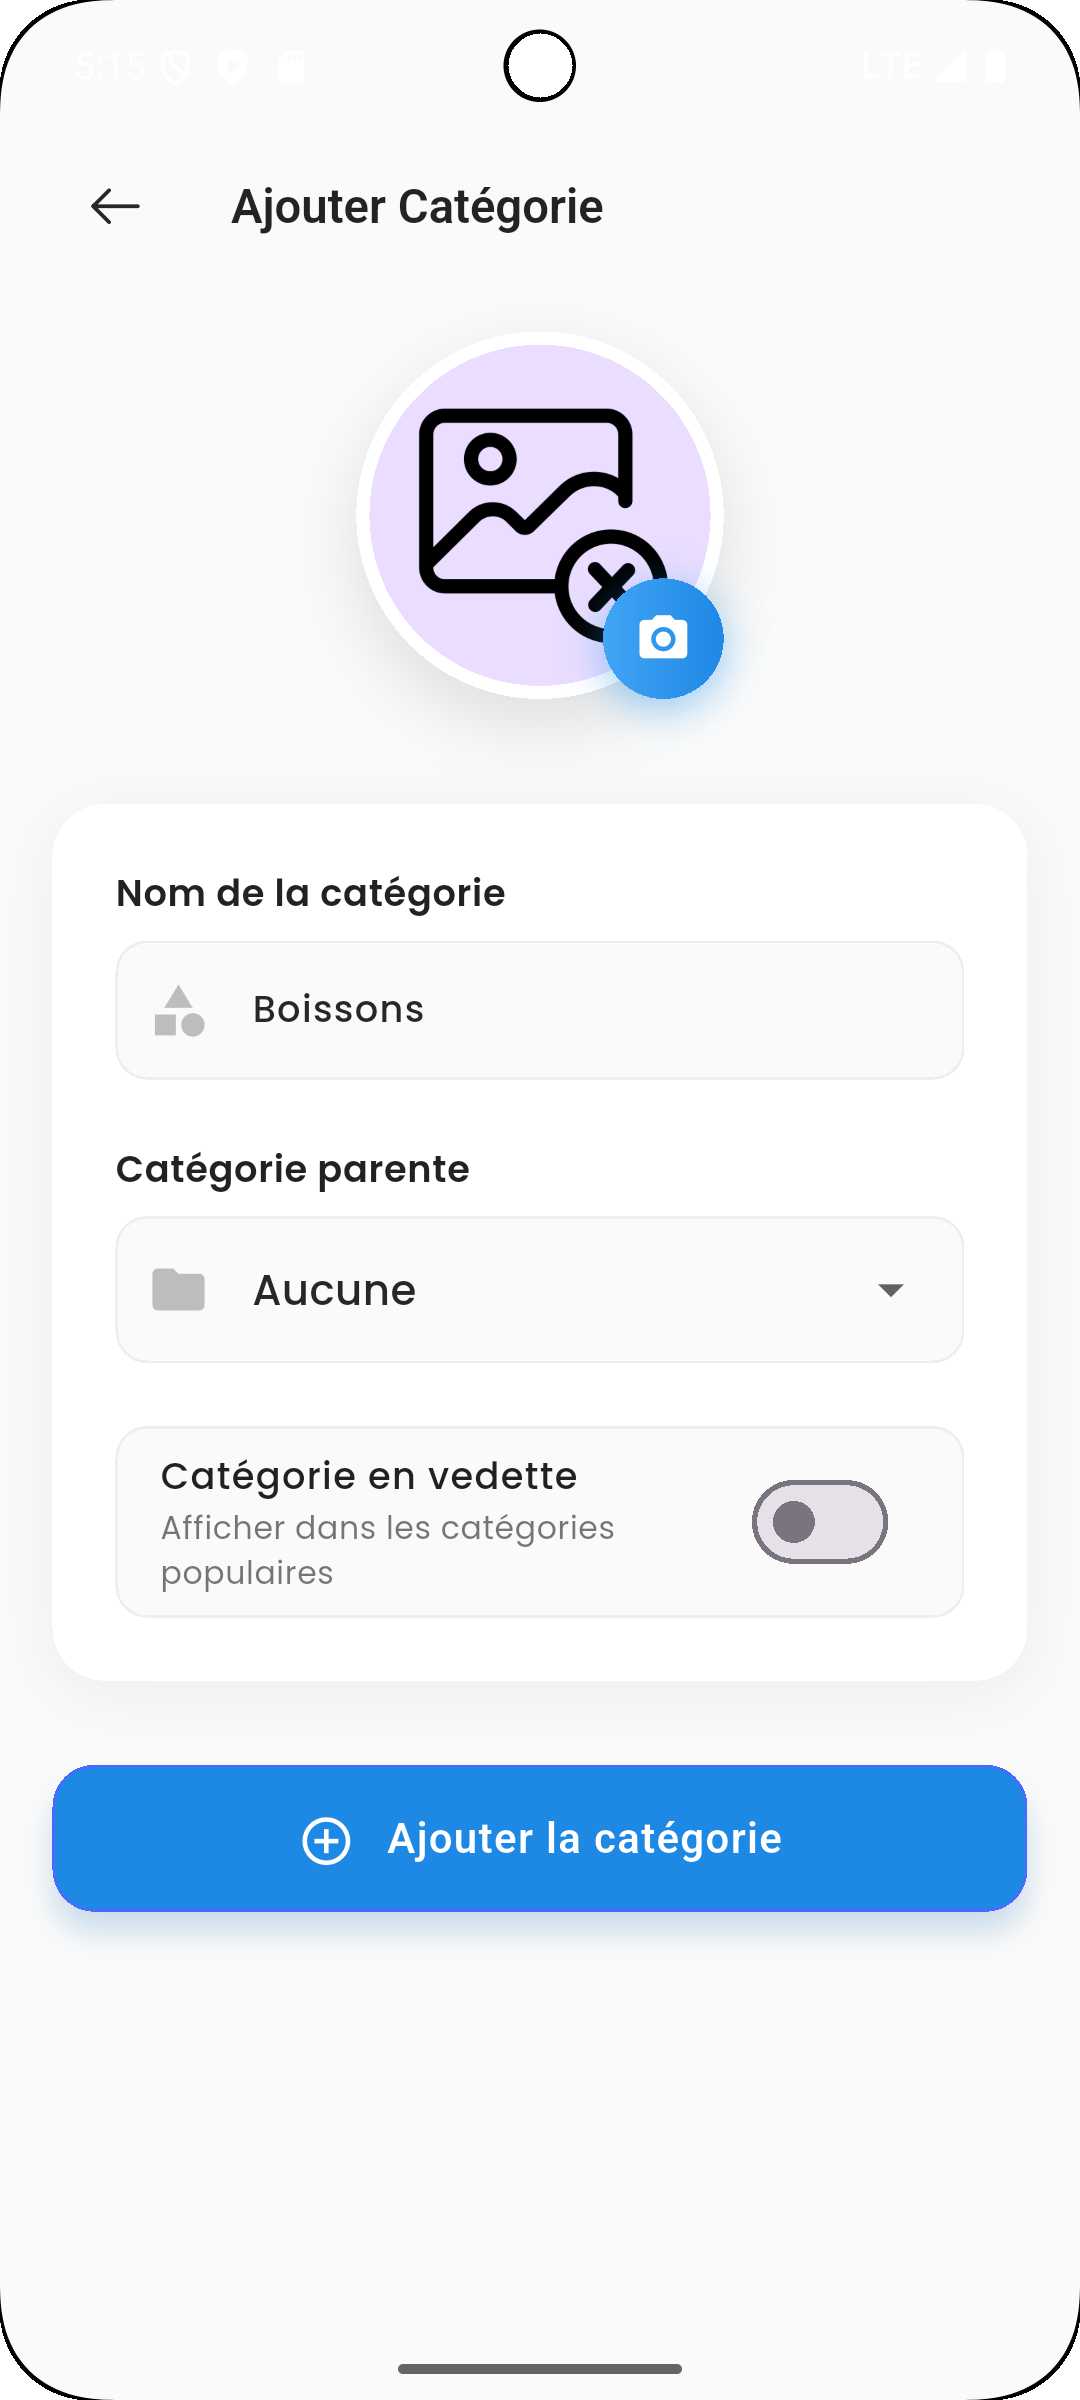 5:15
LTE
Ajouter Catégorie
Nom de la catégorie
Boissons
Catégorie parente
Aucune
Catégorie en vedette
Afficher dans les catégories
populaires
Ajouter la catégorie